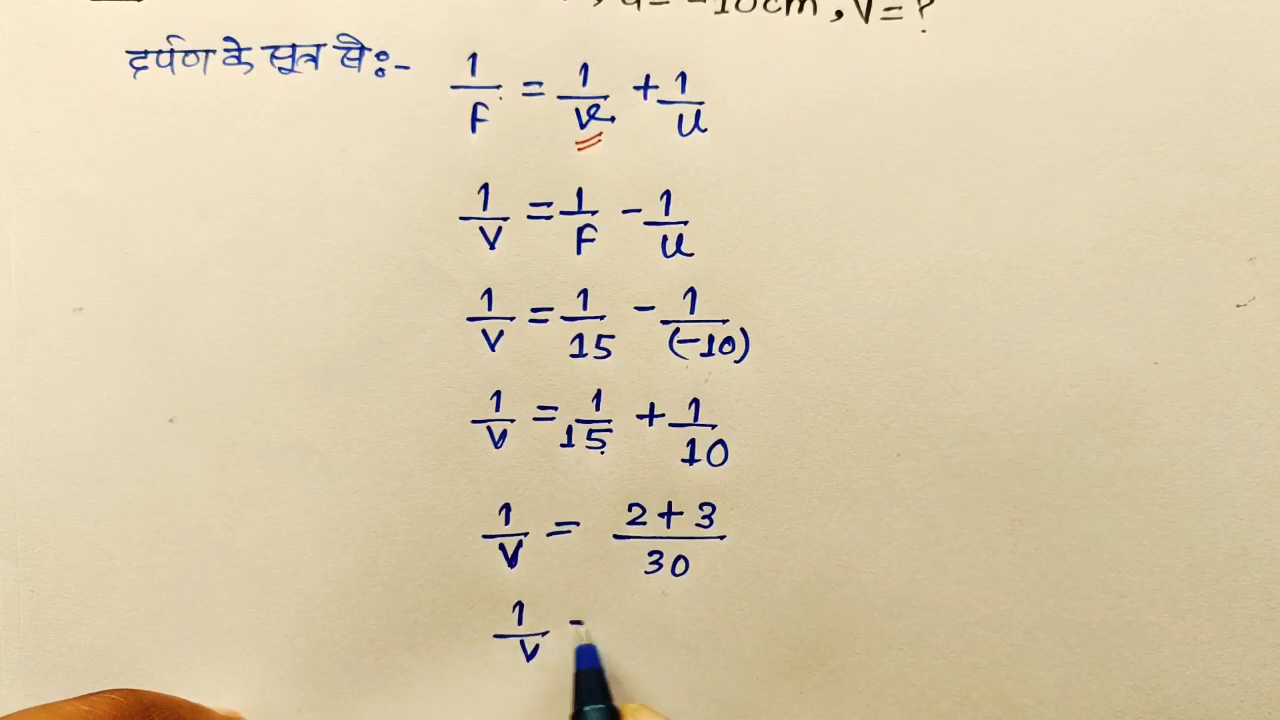 u = -10cm , V = ?
दर्पण के सूत्र से :- 1/F = 1/V + 1/U
1/V = 1/F - 1/U
1/V = 1/15 - 1/(-10)
1/V = 1/15 + 1/10
1/V = 2+3/30
1/V =